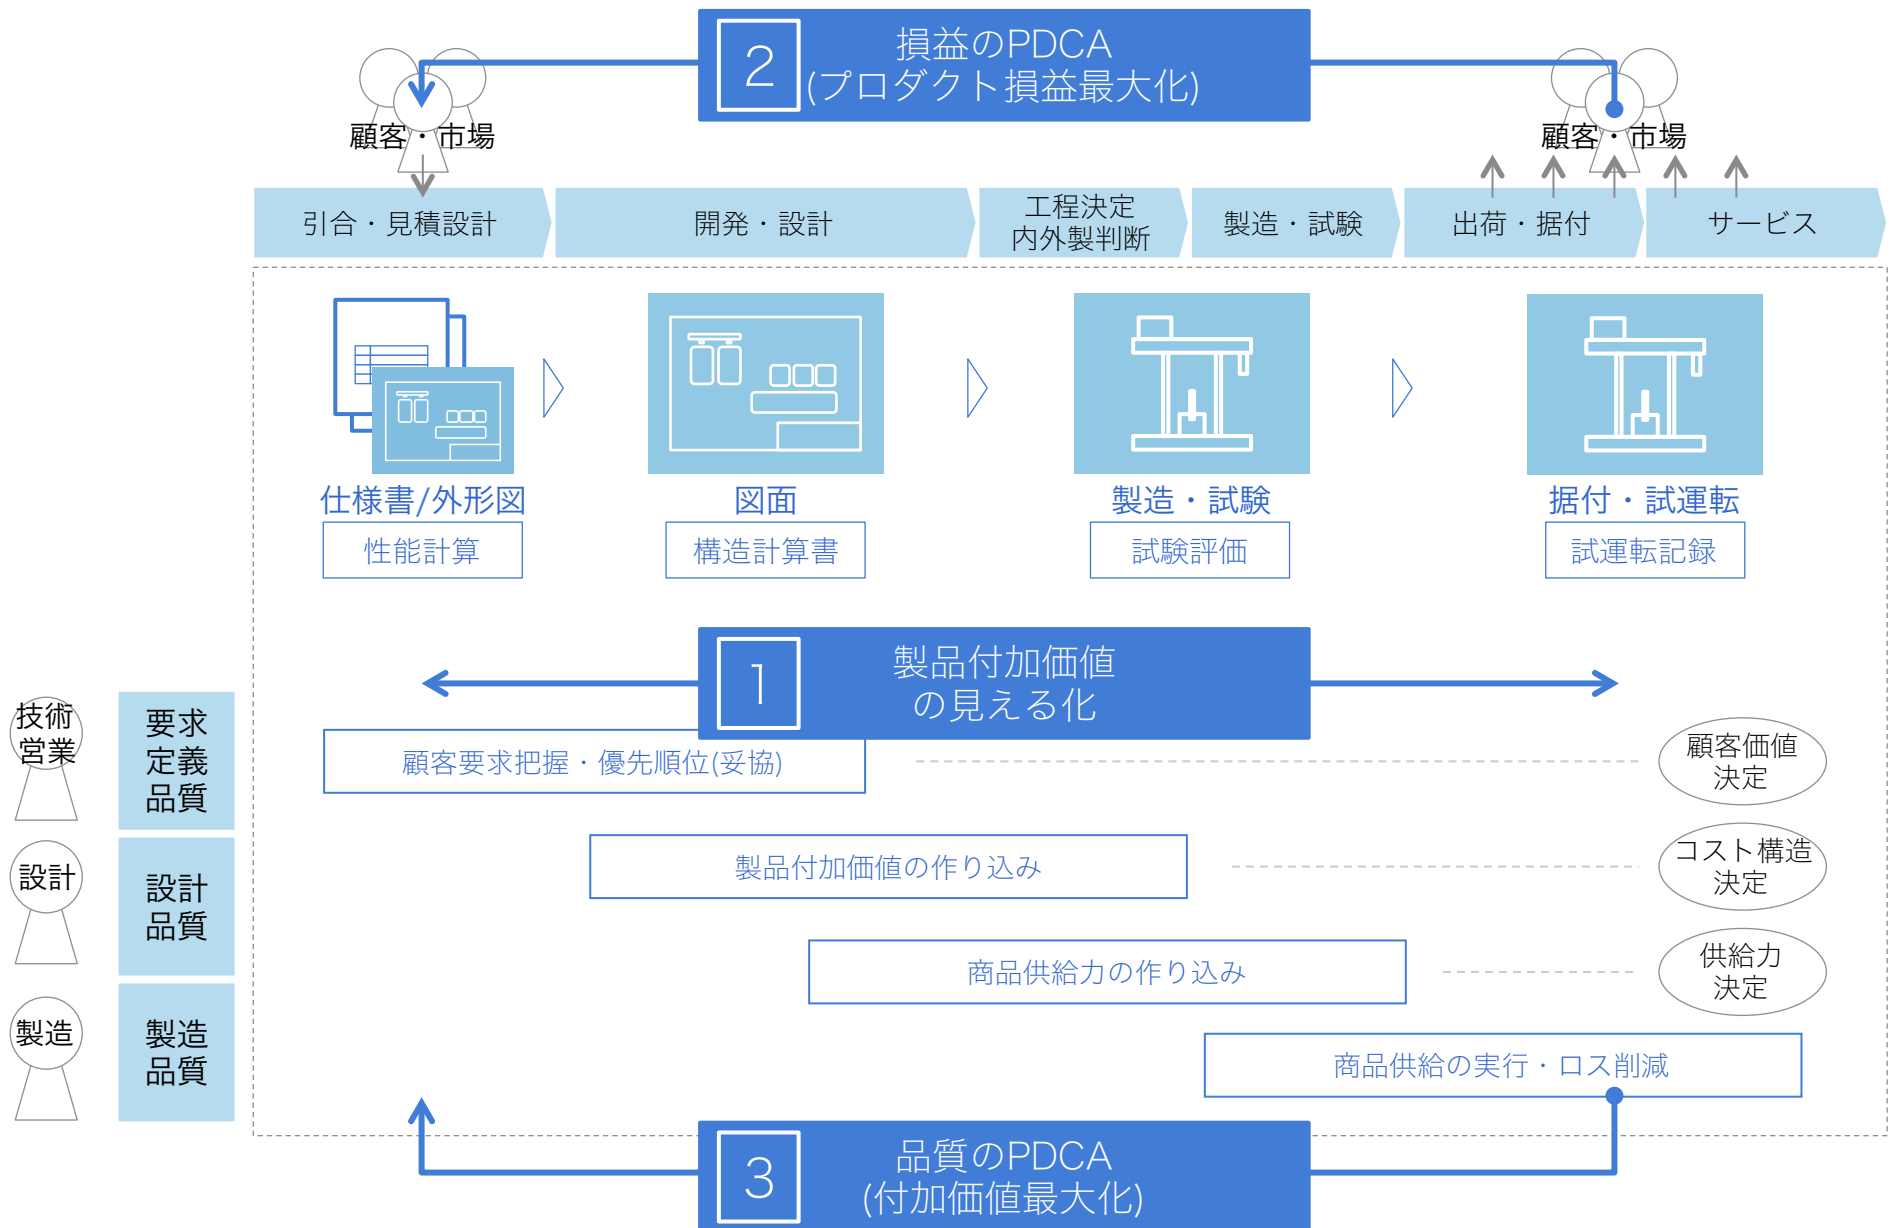 2
損益のPDCA
(プロダクト損益最大化)
顧客・市場
顧客・市場
引合・見積設計
開発・設計
工程決定
内外製判断
製造・試験
出荷・据付
サービス
仕様書/外形図
図面
製造・試験
据付・試運転
性能計算
構造計算書
試験評価
試運転記録
1
製品付加価値
の見える化
技術
営業
要求
定義
品質
顧客要求把握・優先順位(妥協)
顧客価値
決定
設計
設計
品質
製品付加価値の作り込み
コスト構造
決定
商品供給力の作り込み
供給力
決定
製造
製造
品質
商品供給の実行・ロス削減
3
品質のPDCA
(付加価値最大化)